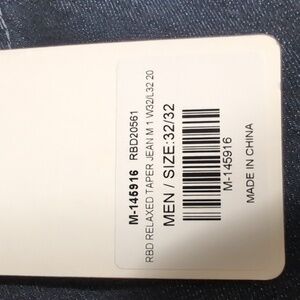 M-145916 RBD20561
RBD RELAXED TAPER JEAN M 1 W32/L32 20
MEN / SIZE:32/32
M-145916
MADE IN CHINA